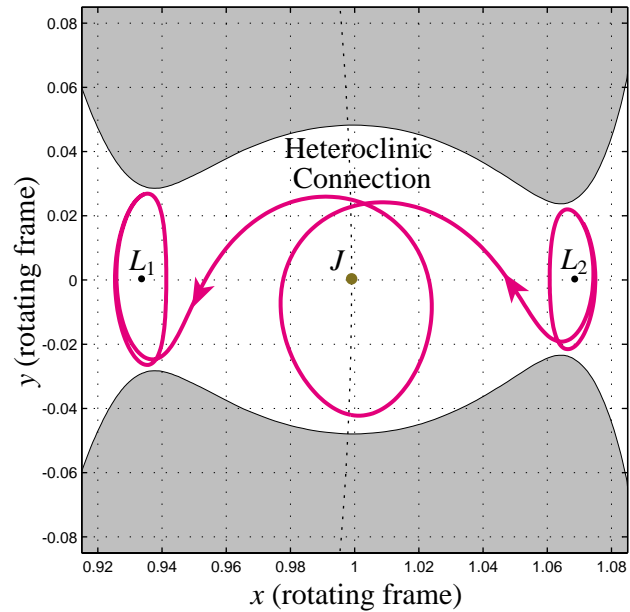 0.08
0.06
0.04
0.02
0
-0.02
-0.04
-0.06
-0.08
y (rotating frame)
Heteroclinic
Connection
L1
J
L2
0.92 0.94 0.96 0.98 1 1.02 1.04 1.06 1.08
x (rotating frame)